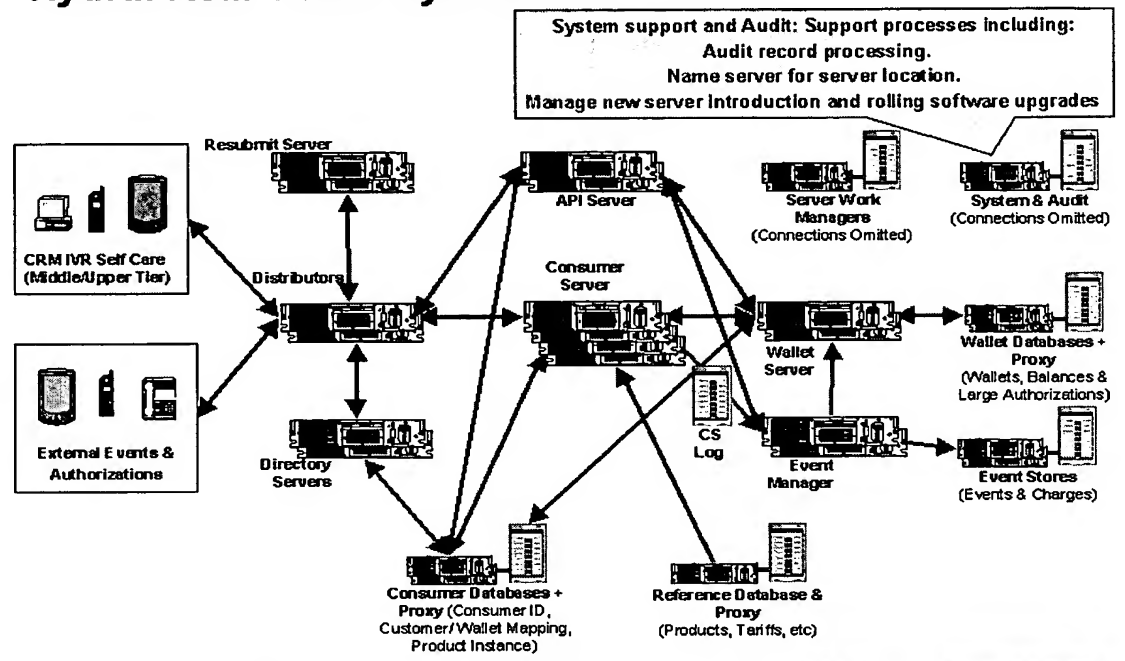 System support and Audit: Support processes including:
Audit record processing.
Name server for server location.
Manage new server introduction and rolling software upgrades
Resubmit Server
API Server
Server Work
Managers
(Connections Omitted)
System & Audit
(Connections Omitted)
CRM IVR Self Care
(Middle/Upper Tier)
Distributors
Consumer
Server
Wallet
Server
Wallet Databases +
Proxy
(Wallets, Balances &
Large Authorizations)
External Events &
Authorizations
Directory
Servers
CS
Log
Event
Manager
Event Stores
(Events & Charges)
Consumer Databases +
Proxy (Consumer ID,
Customer/Wallet Mapping,
Product Instance)
Reference Database &
Proxy
(Products, Tariffs, etc)